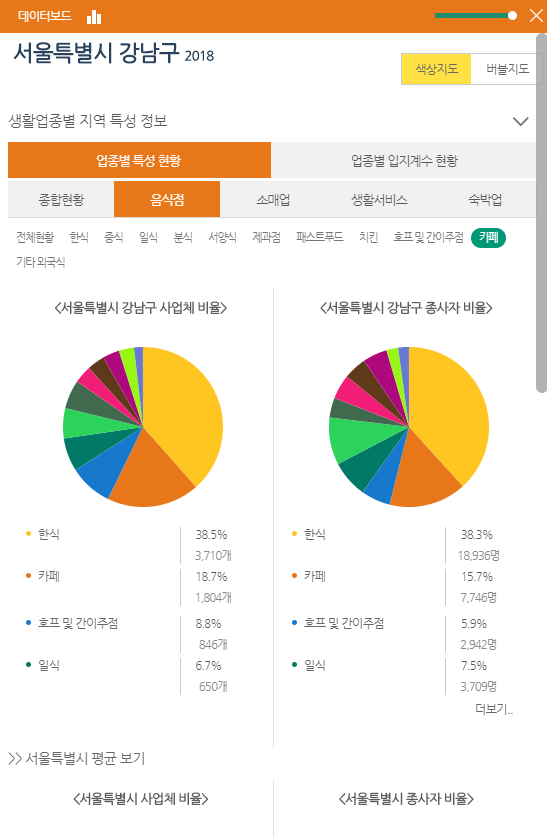 데이터보드
서울특별시 강남구 2018
색상지도 버블지도
생활업종별 지역 특성 정보
업종별 특성 현황 업종별 입지계수 현황
종합현황 음식점 소매업 생활서비스 숙박업
전체현황 한식 중식 일식 분식 서양식 제과점 패스트푸드 치킨 호프 및 간이주점 카페
기타 외국식
<서울특별시 강남구 사업체 비율> <서울특별시 강남구 종사자 비율>
한식 38.5% 한식 38.3%
3,710개 18,936명
카페 18.7% 카페 15.7%
1,804개 7,746명
호프 및 간이주점 8.8% 호프 및 간이주점 5.9%
846개 2,942명
일식 6.7% 일식 7.5%
650개 3,709명
더보기..
>> 서울특별시 평균 보기
<서울특별시 사업체 비율> <서울특별시 종사자 비율>